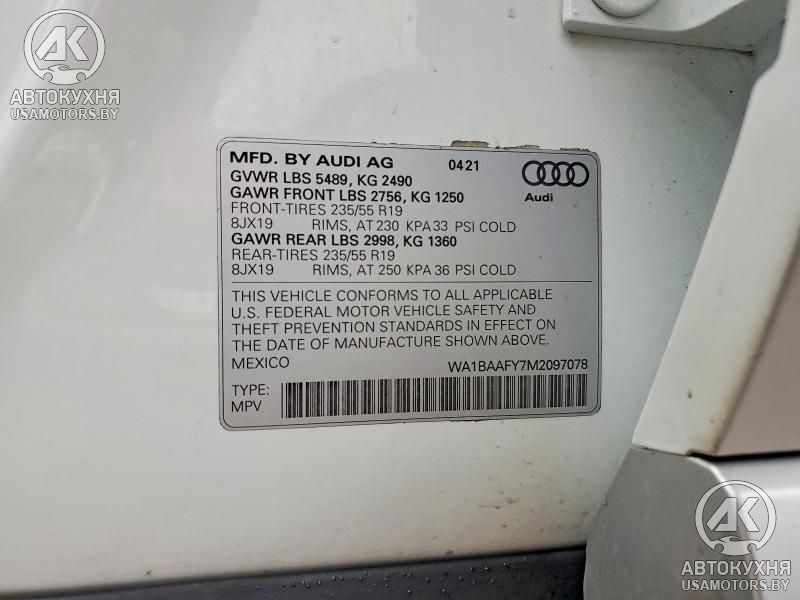 AK
АВТОКУХНЯ
USAMOTORS.BY
MFD. BY AUDI AG 0421
GVWR LBS 5489, KG 2490
GAWR FRONT LBS 2756, KG 1250
FRONT-TIRES 235/55 R19
8JX19 RIMS, AT 230 KPA 33 PSI COLD
GAWR REAR LBS 2998, KG 1360
REAR-TIRES 235/55 R19
8JX19 RIMS, AT 250 KPA 36 PSI COLD
Audi
THIS VEHICLE CONFORMS TO ALL APPLICABLE
U.S. FEDERAL MOTOR VEHICLE SAFETY AND
THEFT PREVENTION STANDARDS IN EFFECT ON
THE DATE OF MANUFACTURE SHOWN ABOVE.
MEXICO WA1BAAFY7M2097078
TYPE:
MPV
AK
АВТОКУХНЯ
USAMOTORS.BY